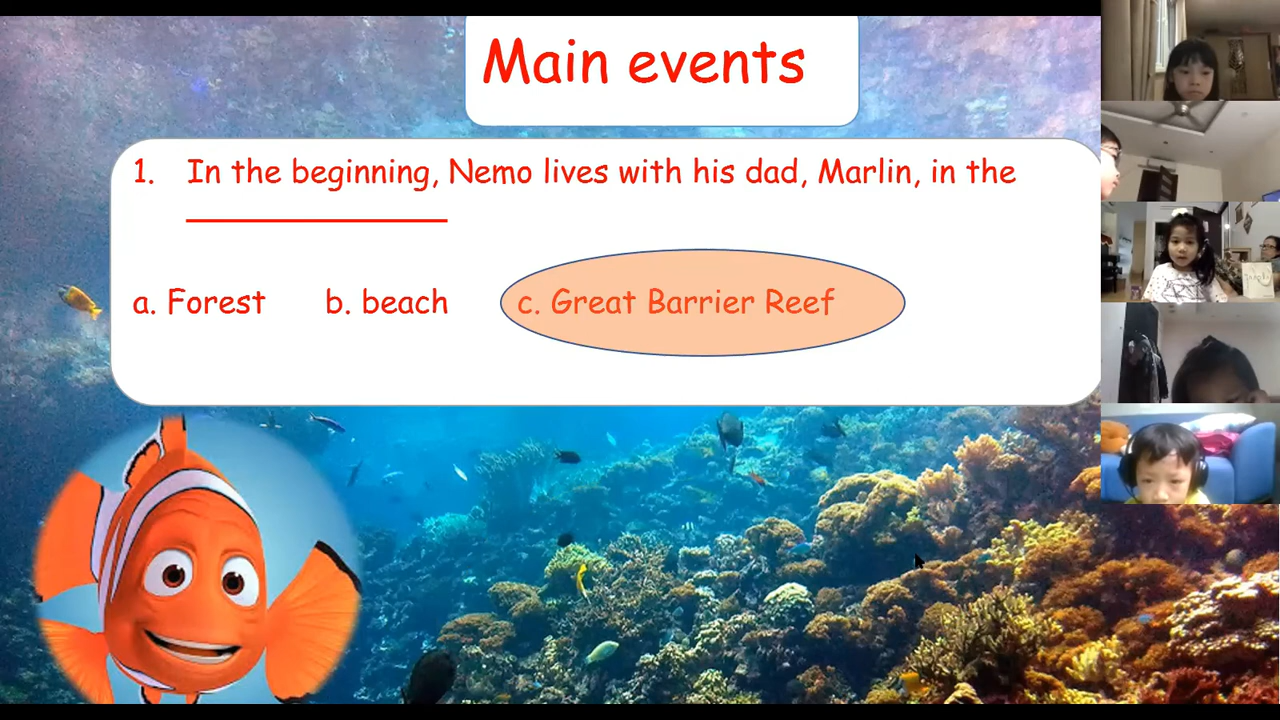 Main events
1. In the beginning, Nemo lives with his dad, Marlin, in the
a. Forest b. beach c. Great Barrier Reef